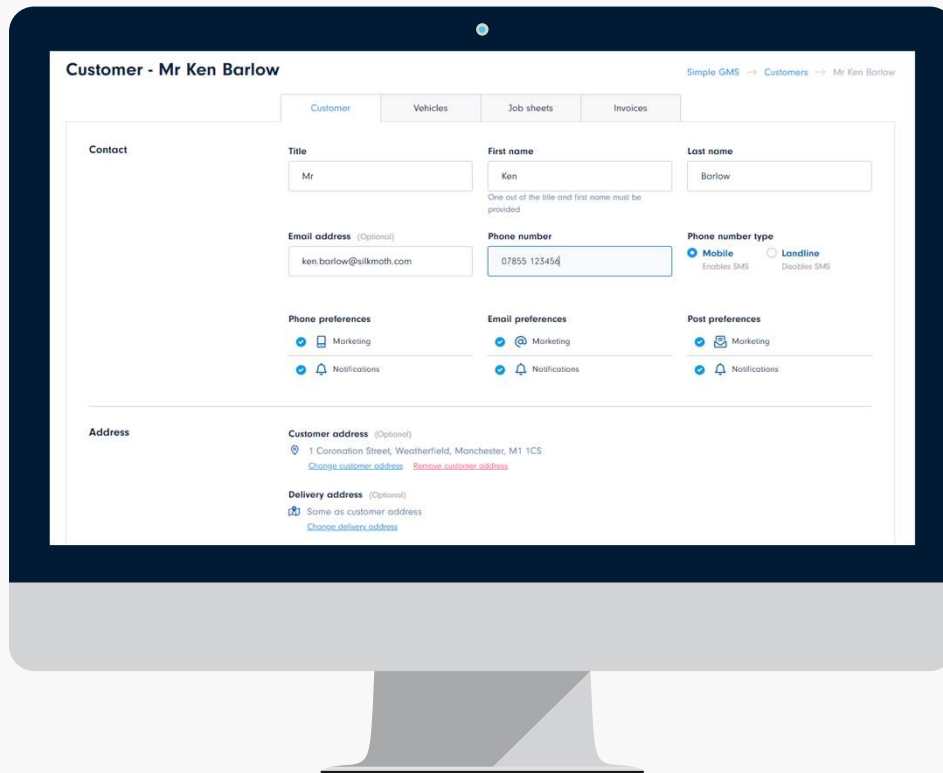 Customer - Mr Ken Barlow
Simple GMS → Customers → Mr Ken Barlow
Customer Vehicles Job sheets Invoices
Contact
Title First name Last name
Mr Ken Barlow
One out of the title and first name must be
provided
Email address (Optional) Phone number Phone number type
ken.barlow@silkmoth.com 07855 123456 Mobile Landline
Enables SMS Disables SMS
Phone preferences Email preferences Post preferences
Marketing Marketing Marketing
Notifications Notifications Notifications
Address
Customer address (Optional)
1 Coronation Street, Weatherfield, Manchester, M1 1CS
Change customer address Remove customer address
Delivery address (Optional)
Same as customer address
Change delivery address